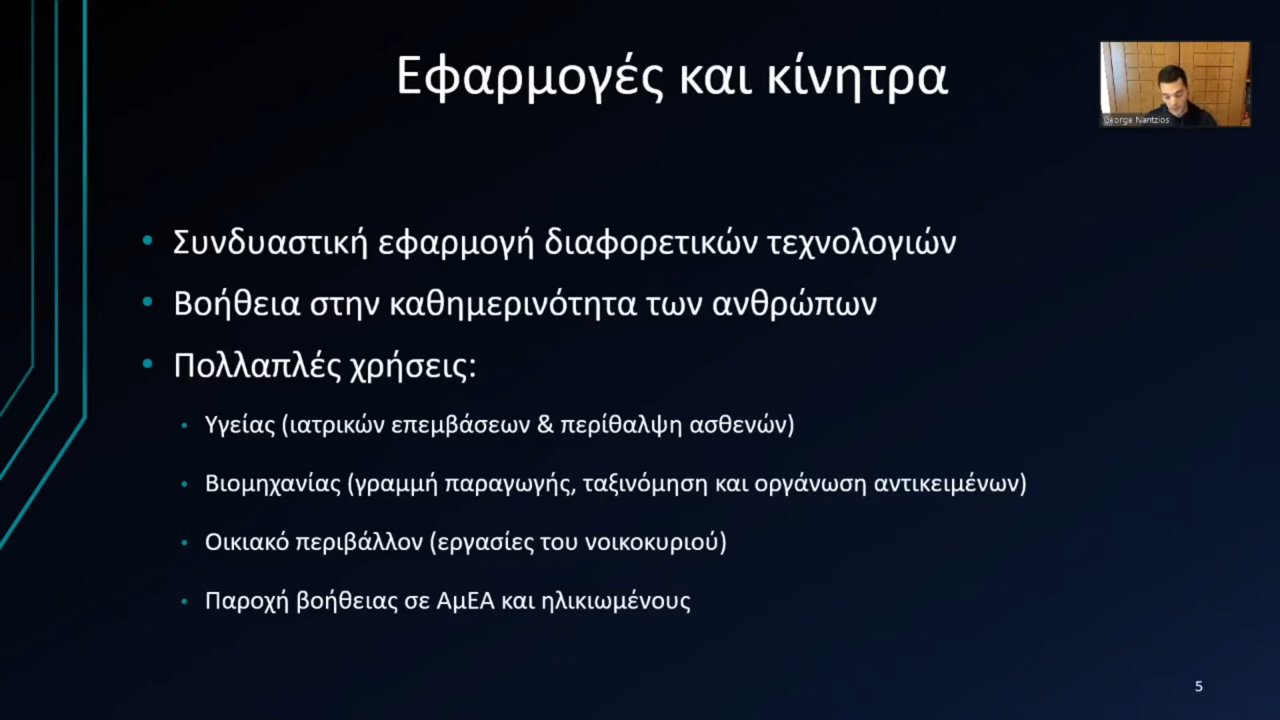 Εφαρμογές και κίνητρα
George Nantzios
• Συνδυαστική εφαρμογή διαφορετικών τεχνολογιών
• Βοήθεια στην καθημερινότητα των ανθρώπων
• Πολλαπλές χρήσεις:
• Υγείας (ιατρικών επεμβάσεων & περίθαλψη ασθενών)
• Βιομηχανίας (γραμμή παραγωγής, ταξινόμηση και οργάνωση αντικειμένων)
• Οικιακό περιβάλλον (εργασίες του νοικοκυριού)
• Παροχή βοήθειας σε ΑμΕΑ και ηλικιωμένους
5